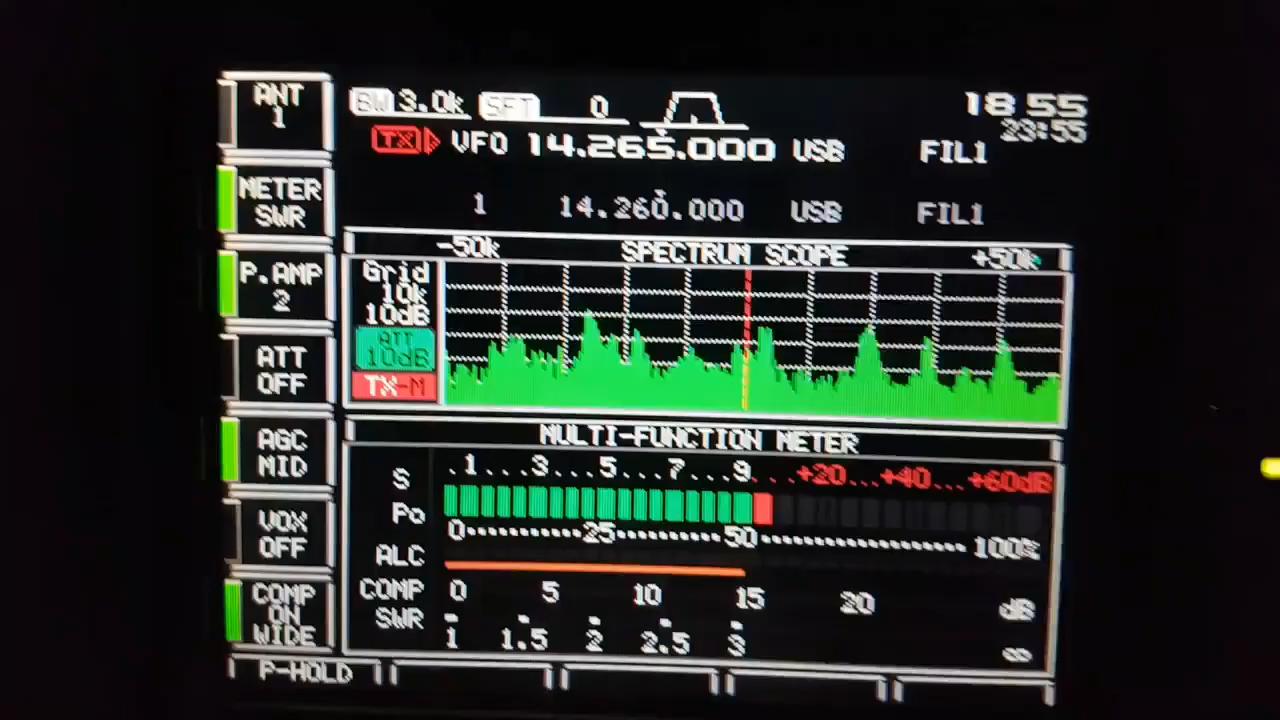 ANT
1
BW 3.0k SFT 0
18:55
23:55
TX VFO 14.265.000 USB FIL1
1 14.260.000 USB FIL1
METER
SWR
P.AMP
2
ATT
OFF
AGC
MID
VOX
OFF
COMP
ON
WIDE
-50k SPECTRUM SCOPE +50k
Grid
10k
10dB
ATT
10dB
TX-M
MULTI-FUNCTION METER
S .1...3...5...7...9...+20...+40...+60dB
Po 0 25 50 100%
ALC
COMP 0 5 10 15 20 dB
SWR 1 1.5 2 2.5 3 ∞
P-HOLD